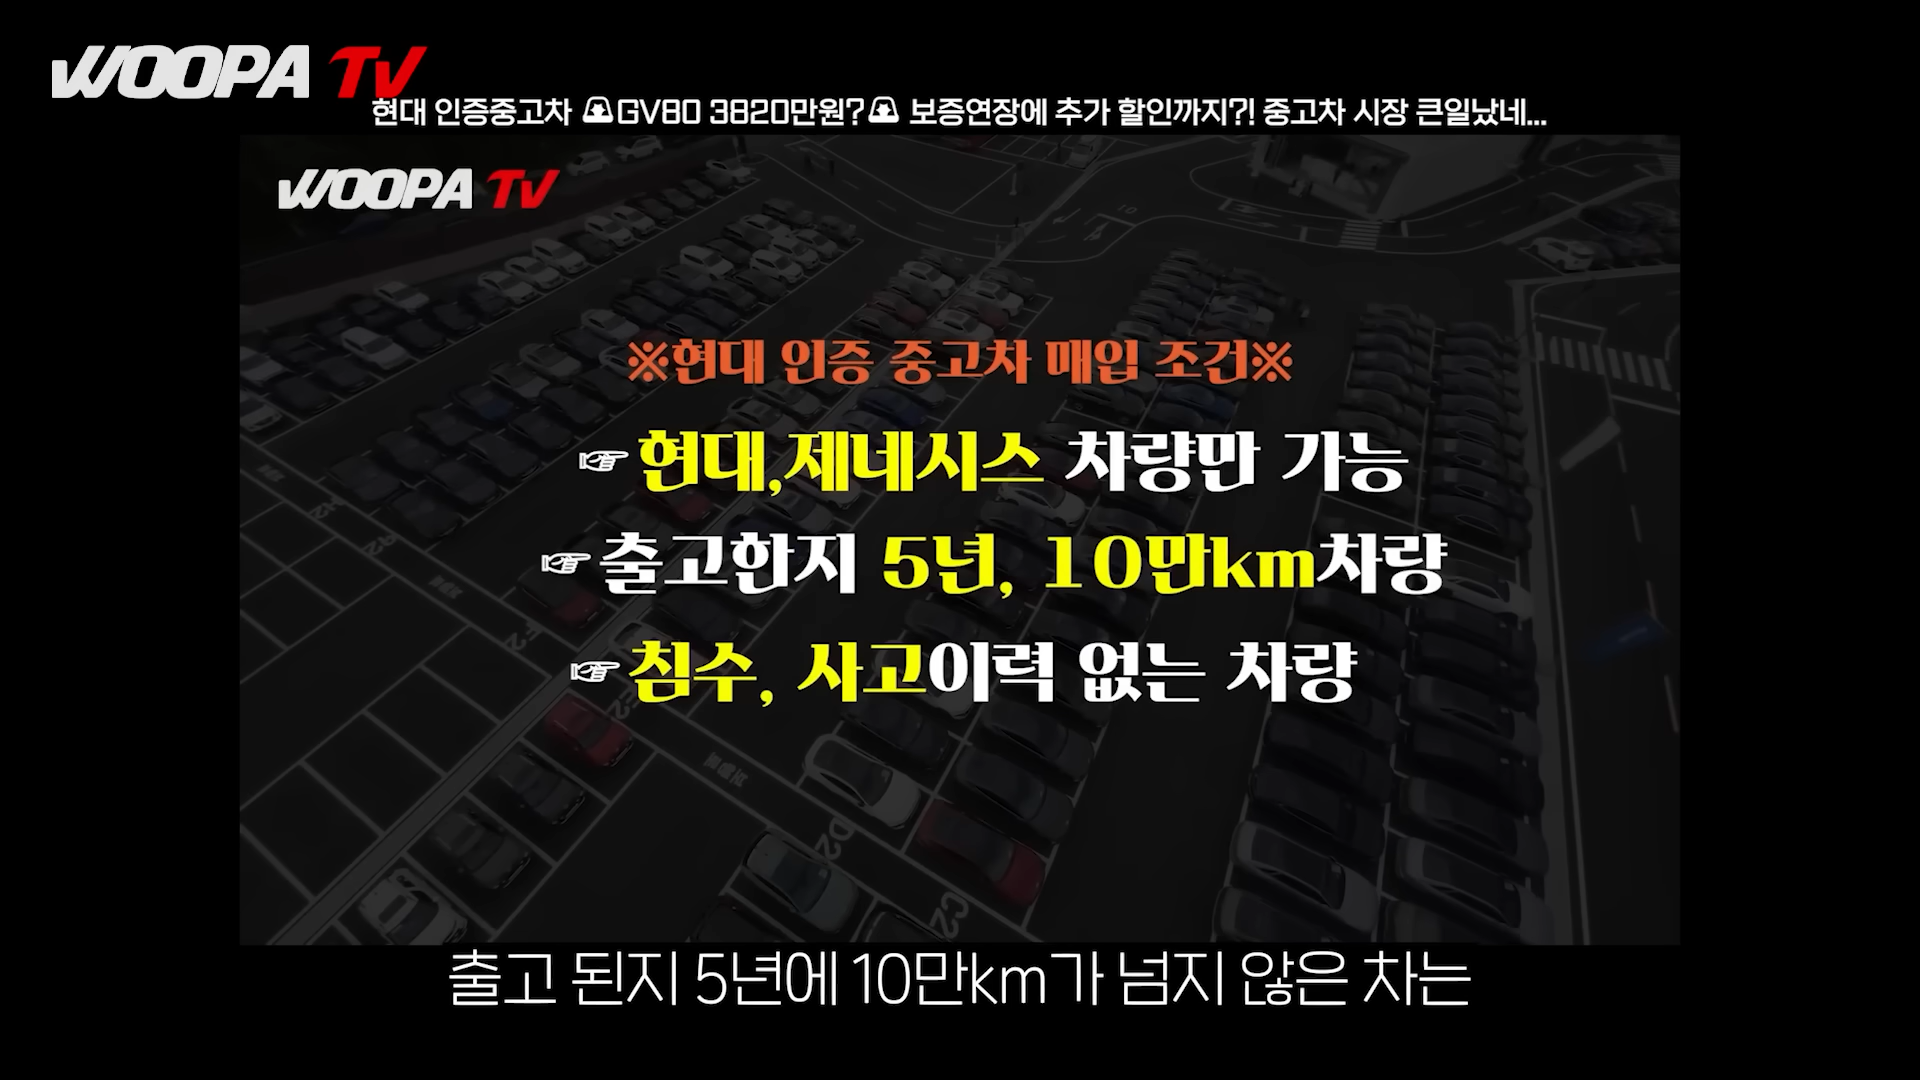 WOOPA TV
현대 인증중고차 🚨GV80 3820만원?🚨 보증연장에 추가 할인까지?! 중고차 시장 큰일났네...
WOOPA TV
※현대 인증 중고차 매입 조건※
☞현대,제네시스 차량만 가능
☞출고한지 5년, 10만km차량
☞침수, 사고이력 없는 차량
출고 된지 5년에 10만km가 넘지 않은 차는